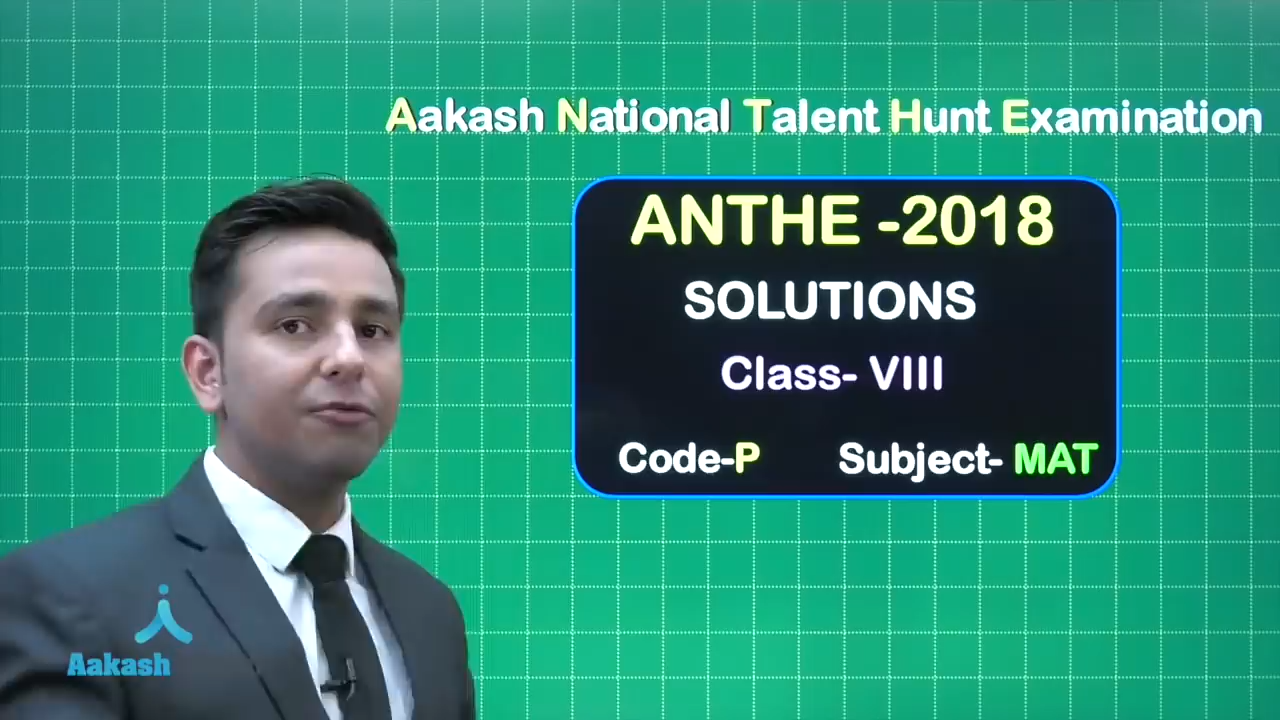 Aakash National Talent Hunt Examination
ANTHE -2018
SOLUTIONS
Class- VIII
Code-P Subject- MAT
Aakash